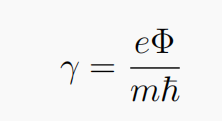 γ = eΦ / mħ